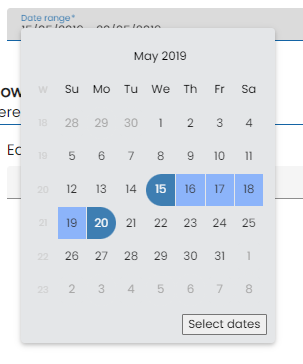 Date range*
May 2019
W Su Mo Tu We Th Fr Sa
18 28 29 30 1 2 3 4
19 5 6 7 8 9 10 11
20 12 13 14 15 16 17 18
21 19 20 21 22 23 24 25
22 26 27 28 29 30 31 1
23 2 3 4 5 6 7 8
Select dates